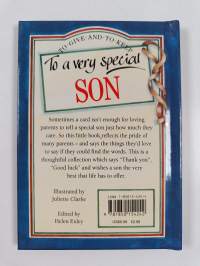 TO·GIVE·AND·TO·KEEP
To a very special
SON
Sometimes a card isn't enough for loving
parents to tell a special son just how much they
care. So this little book reflects the pride of
many parents – and says the things they'd love to
say if they could find the words. This is a
thoughtful collection which says "Thank you",
"Good luck" and wishes a son the very
best that life has to offer.
Illustrated by
Juliette Clarke
Edited by
Helen Exley